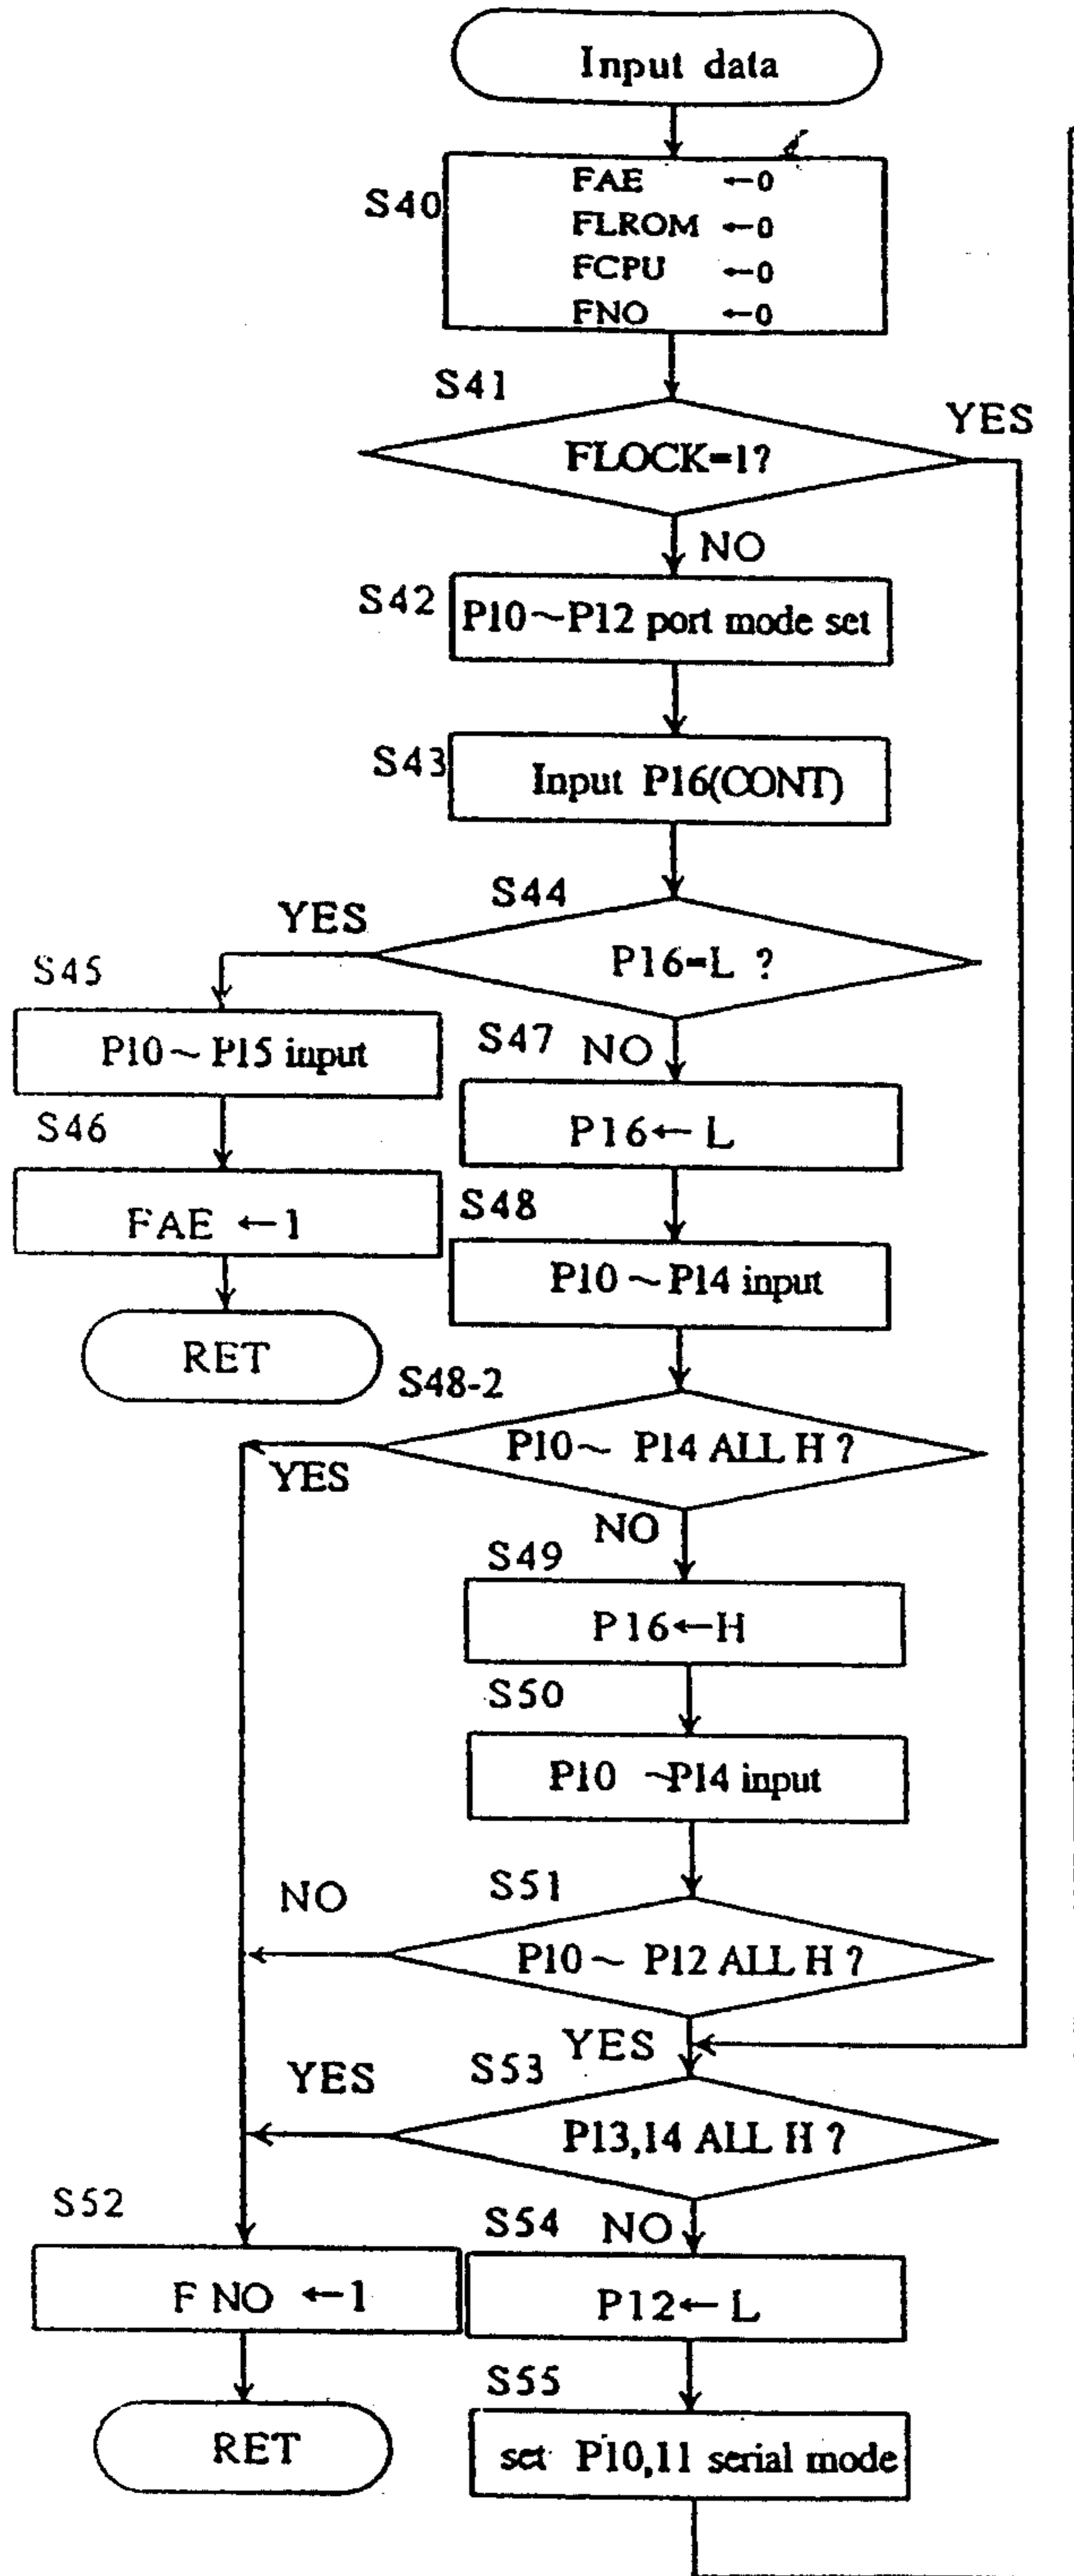 Input data
S40
FAE ←0
FLROM ←0
FCPU ←0
FNO ←0
S41
FLOCK=1?
YES
NO
S42
P10~P12 port mode set
S43
Input P16(CONT)
S44
P16=L ?
YES
S45
P10~P15 input
S46
FAE ←1
RET
S47
NO
P16← L
S48
P10~P14 input
S48-2
P10~ P14 ALL H ?
YES
NO
S49
P16←H
S50
P10 ~P14 input
S51
NO
P10~ P12 ALL H ?
YES
S53
YES
P13,14 ALL H ?
S52
F NO ←1
RET
S54
NO
P12← L
S55
set P10,11 serial mode